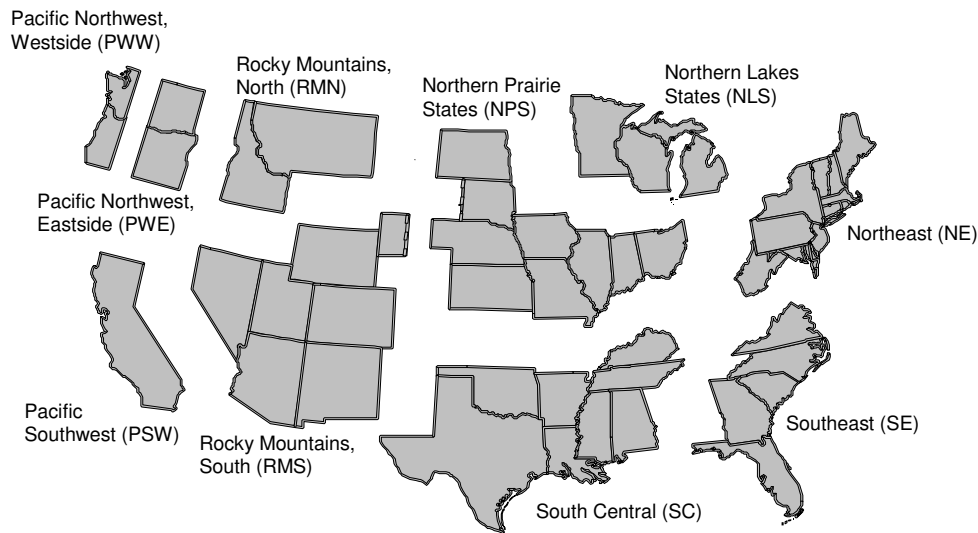 Pacific Northwest,
Westside (PWW)
Rocky Mountains,
North (RMN)
Northern Prairie
States (NPS)
Northern Lakes
States (NLS)
Pacific Northwest,
Eastside (PWE)
Northeast (NE)
Pacific
Southwest (PSW)
Rocky Mountains,
South (RMS)
Southeast (SE)
South Central (SC)